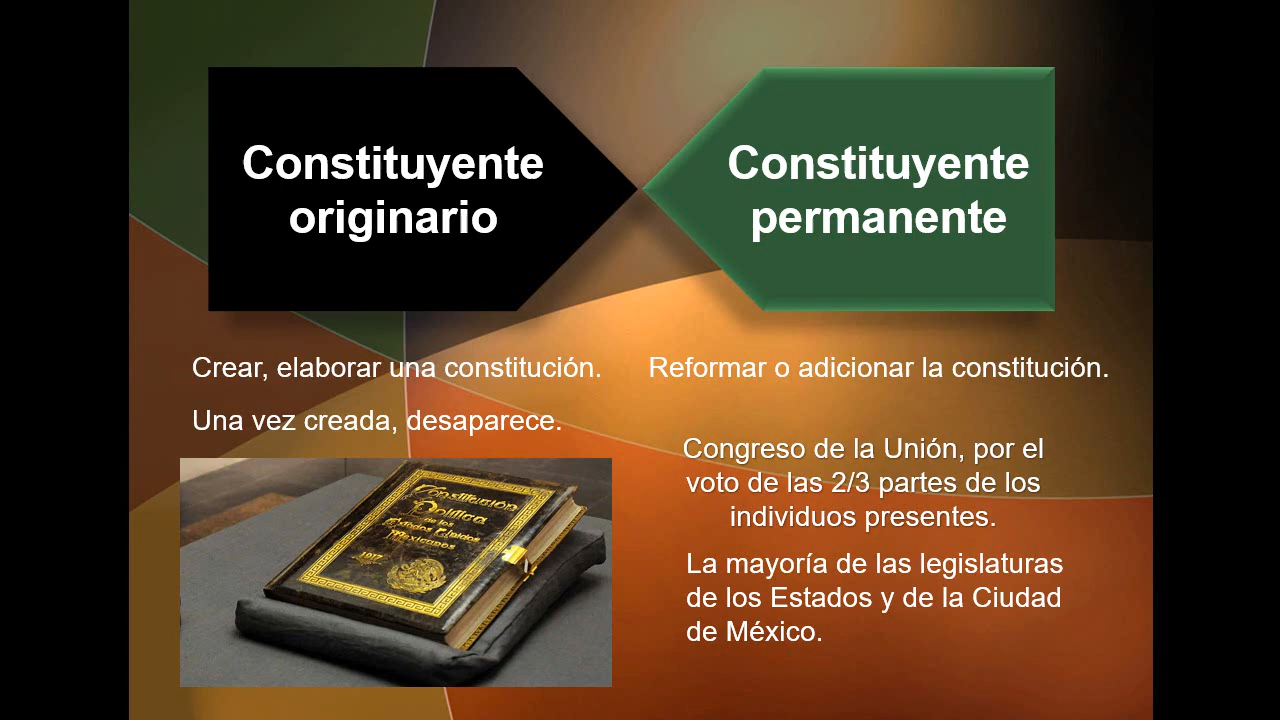 Constituyente
originario
Constituyente
permanente
Crear, elaborar una constitución.
Una vez creada, desaparece.
Constitución
Política
de los
Estados Unidos
Mexicanos
1917
Reformar o adicionar la constitución.
Congreso de la Unión, por el
voto de las 2/3 partes de los
individuos presentes.
La mayoría de las legislaturas
de los Estados y de la Ciudad
de México.